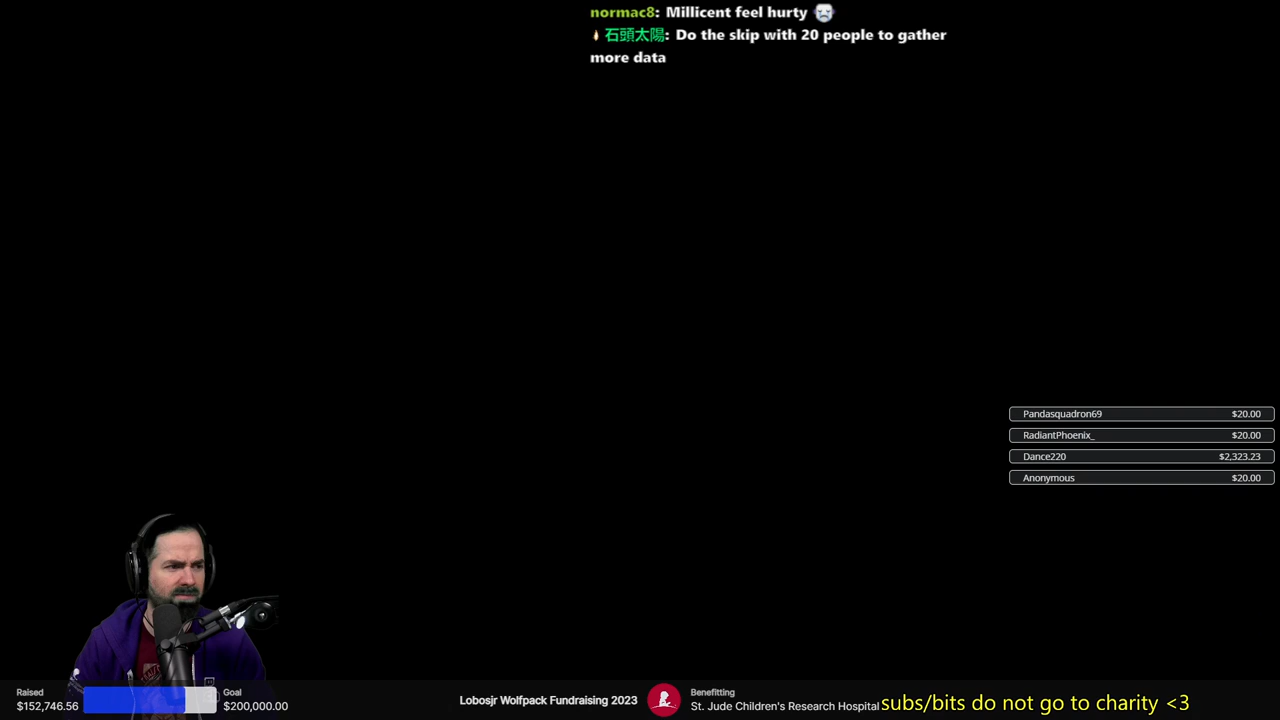 normac8: Millicent feel hurty
石頭太陽: Do the skip with 20 people to gather
more data
Pandasquadron69 $20.00
RadiantPhoenix_ $20.00
Dance220 $2,323.23
Anonymous $20.00
Raised
$152,746.56
Goal
$200,000.00
Lobosjr Wolfpack Fundraising 2023
Benefitting
St. Jude Children's Research Hospital
subs/bits do not go to charity <3